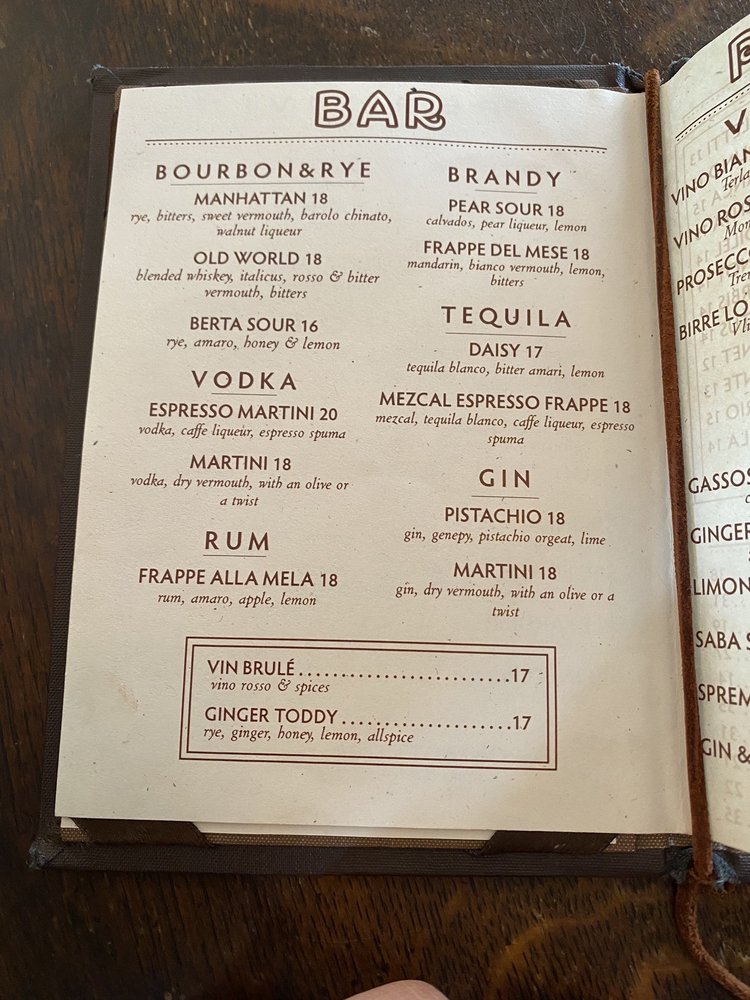 BAR
BOURBON&RYE
MANHATTAN 18
rye, bitters, sweet vermouth, barolo chinato,
walnut liqueur
OLD WORLD 18
blended whiskey, italicus, rosso & bitter
vermouth, bitters
BERTA SOUR 16
rye, amaro, honey & lemon
VODKA
ESPRESSO MARTINI 20
vodka, caffe liqueur, espresso spuma
MARTINI 18
vodka, dry vermouth, with an olive or
a twist
RUM
FRAPPE ALLA MELA 18
rum, amaro, apple, lemon
BRANDY
PEAR SOUR 18
calvados, pear liqueur, lemon
FRAPPE DEL MESE 18
mandarin, bianco vermouth, lemon,
bitters
TEQUILA
DAISY 17
tequila blanco, bitter amari, lemon
MEZCAL ESPRESSO FRAPPE 18
mezcal, tequila blanco, caffe liqueur, espresso
spuma
GIN
PISTACHIO 18
gin, genepy, pistachio orgeat, lime
MARTINI 18
gin, dry vermouth, with an olive or a
twist
VIN BRULÉ.........................17
vino rosso & spices
GINGER TODDY....................17
rye, ginger, honey, lemon, allspice
VINO BIAN
Terla
VINO ROS
Mon
PROSECCO
Trev
BIRRE LO
GASSOS
GINGER
LIMON
SABA S
SPREM
GIN &